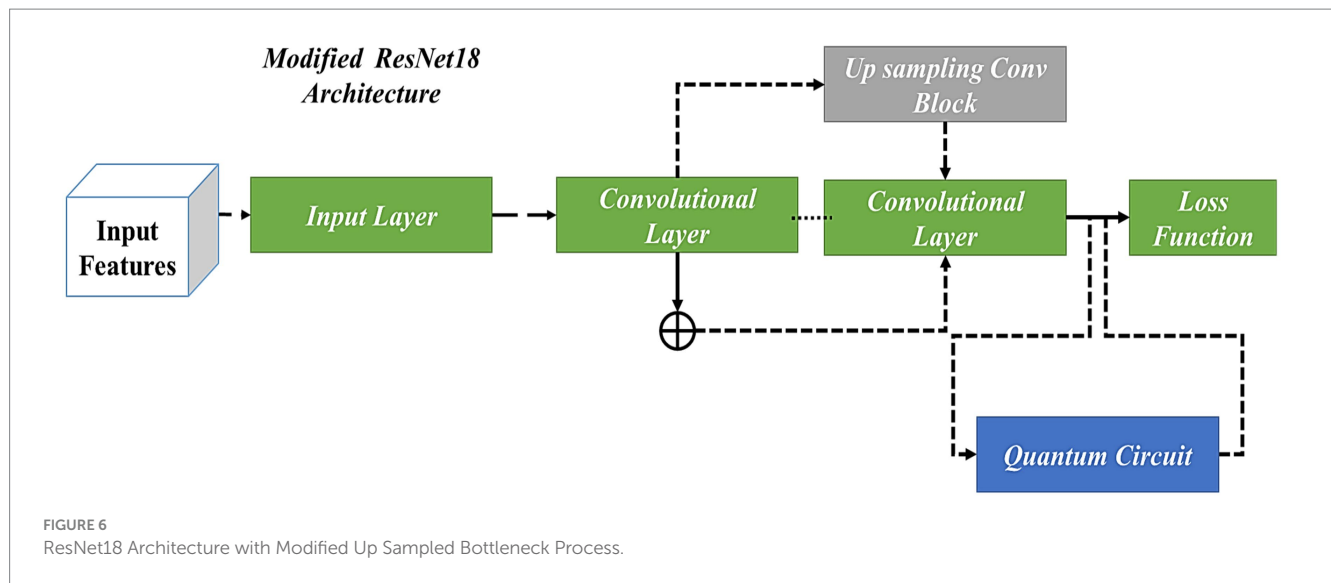 Modified ResNet18
Architecture
Up sampling Conv
Block
Input
Features
Input Layer
Convolutional
Layer
Convolutional
Layer
Loss
Function
Quantum Circuit
FIGURE 6
ResNet18 Architecture with Modified Up Sampled Bottleneck Process.